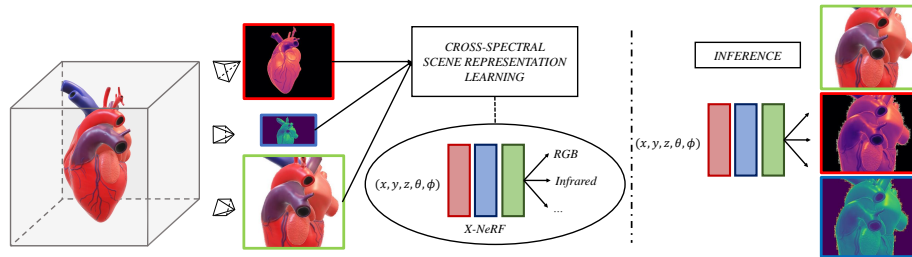 CROSS-SPECTRAL
SCENE REPRESENTATION
LEARNING
(x, y, z, θ, ϕ)
RGB
Infrared
...
X-NeRF
INFERENCE
(x, y, z, θ, ϕ)